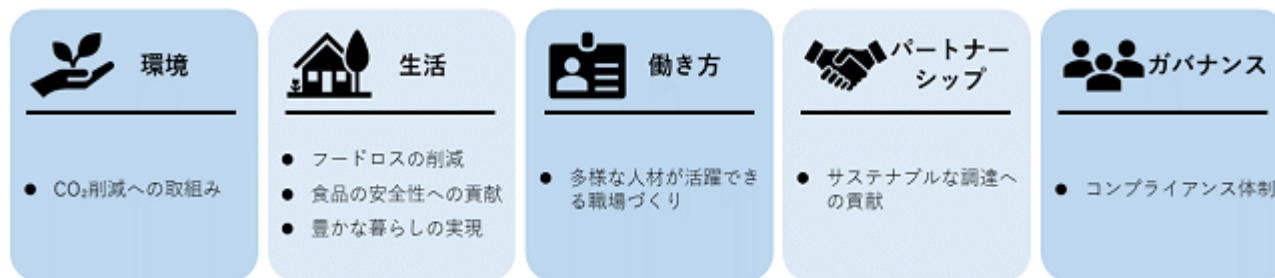 環境
● CO₂削減への取組み
生活
● フードロスの削減
● 食品の安全性への貢献
● 豊かな暮らしの実現
働き方
● 多様な人材が活躍でき
る職場づくり
パートナー
シップ
● サステナブルな調達へ
の貢献
ガバナンス
● コンプライアンス体制